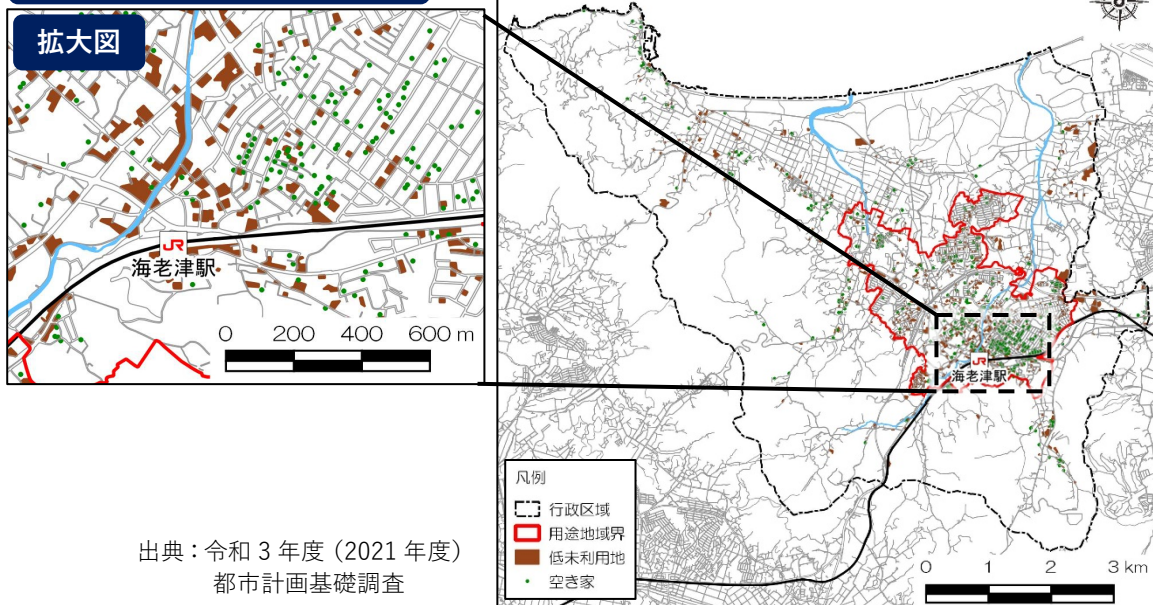 拡大図
JR
海老津駅
0 200 400 600 m
出典：令和 3 年度（2021 年度）
都市計画基礎調査
JR
海老津駅
凡例
行政区域
用途地域界
低未利用地
空き家
0 1 2 3 km